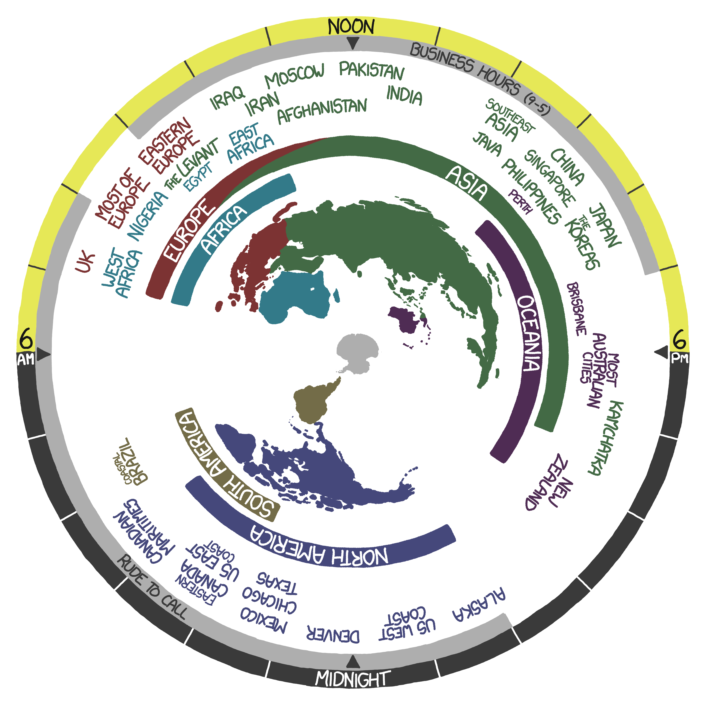 NOON
BUSINESS HOURS (9-5)
IRAQ
MOSCOW
PAKISTAN
IRAN
AFGHANISTAN
INDIA
EASTERN
EUROPE
EAST
AFRICA
THE LEVANT
EGYPT
MOST OF
EUROPE
NIGERIA
UK
WEST
AFRICA
SOUTHEAST
ASIA
CHINA
SINGAPORE
JAVA
PHILIPPINES
PERTH
JAPAN
THE
KOREAS
EUROPE
AFRICA
ASIA
OCEANIA
BRISBANE
6
AM
6
PM
MOST
AUSTRALIAN
CITIES
KAMCHATKA
NEW
ZEALAND
SOUTH AMERICA
NORTH AMERICA
COASTAL
BRAZIL
CANADIAN
MARITIMES
US EAST
COAST
EASTERN
CANADA
TEXAS
CHICAGO
MEXICO
DENVER
US WEST
COAST
ALASKA
RUDE TO CALL
MIDNIGHT